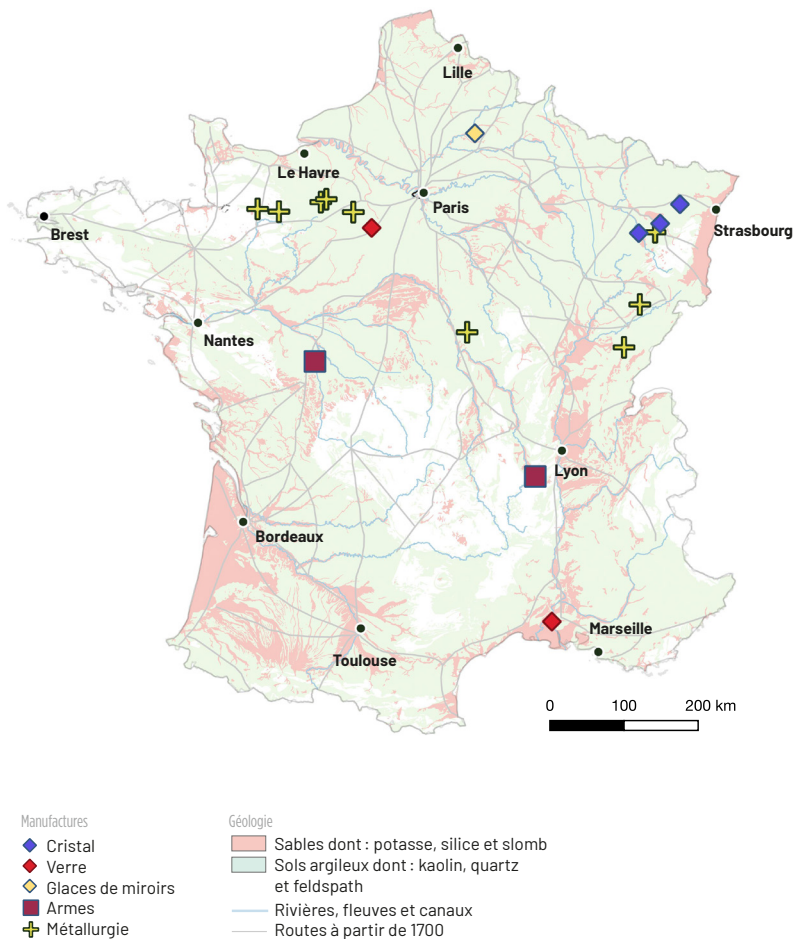 Lille
Le Havre
Paris
Brest
Strasbourg
Nantes
Lyon
Bordeaux
Marseille
Toulouse
0 100 200 km
Manufactures
Cristal
Verre
Glaces de miroirs
Armes
Métallurgie
Géologie
Sables dont : potasse, silice et slomb
Sols argileux dont : kaolin, quartz
et feldspath
Rivières, fleuves et canaux
Routes à partir de 1700